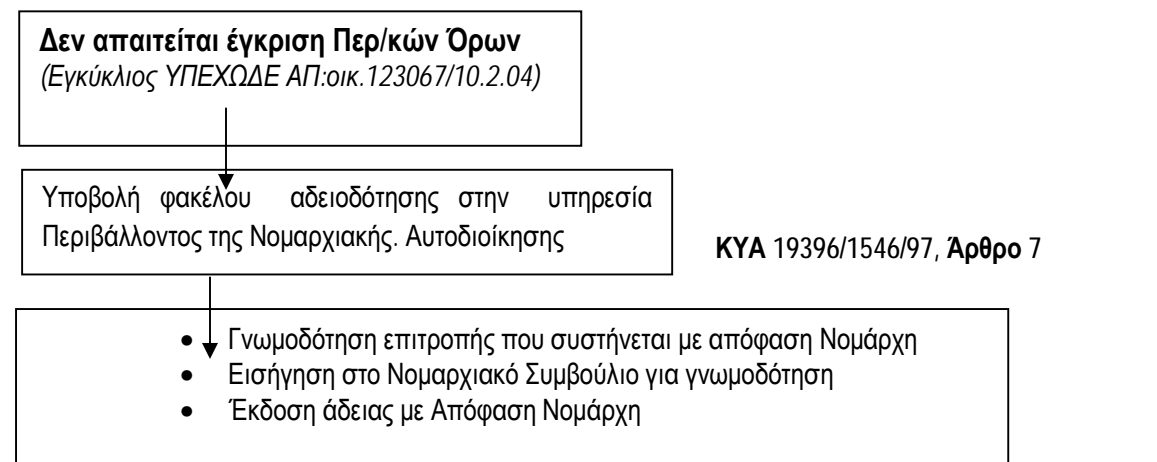 Δεν απαιτείται έγκριση Περ/κών Όρων
(Εγκύκλιος ΥΠΕΧΩΔΕ ΑΠ:οικ.123067/10.2.04)
Υποβολή φακέλου αδειοδότησης στην υπηρεσία
Περιβάλλοντος της Νομαρχιακής. Αυτοδιοίκησης
ΚΥΑ 19396/1546/97, Άρθρο 7
• Γνωμοδότηση επιτροπής που συστήνεται με απόφαση Νομάρχη
• Εισήγηση στο Νομαρχιακό Συμβούλιο για γνωμοδότηση
• Έκδοση άδειας με Απόφαση Νομάρχη